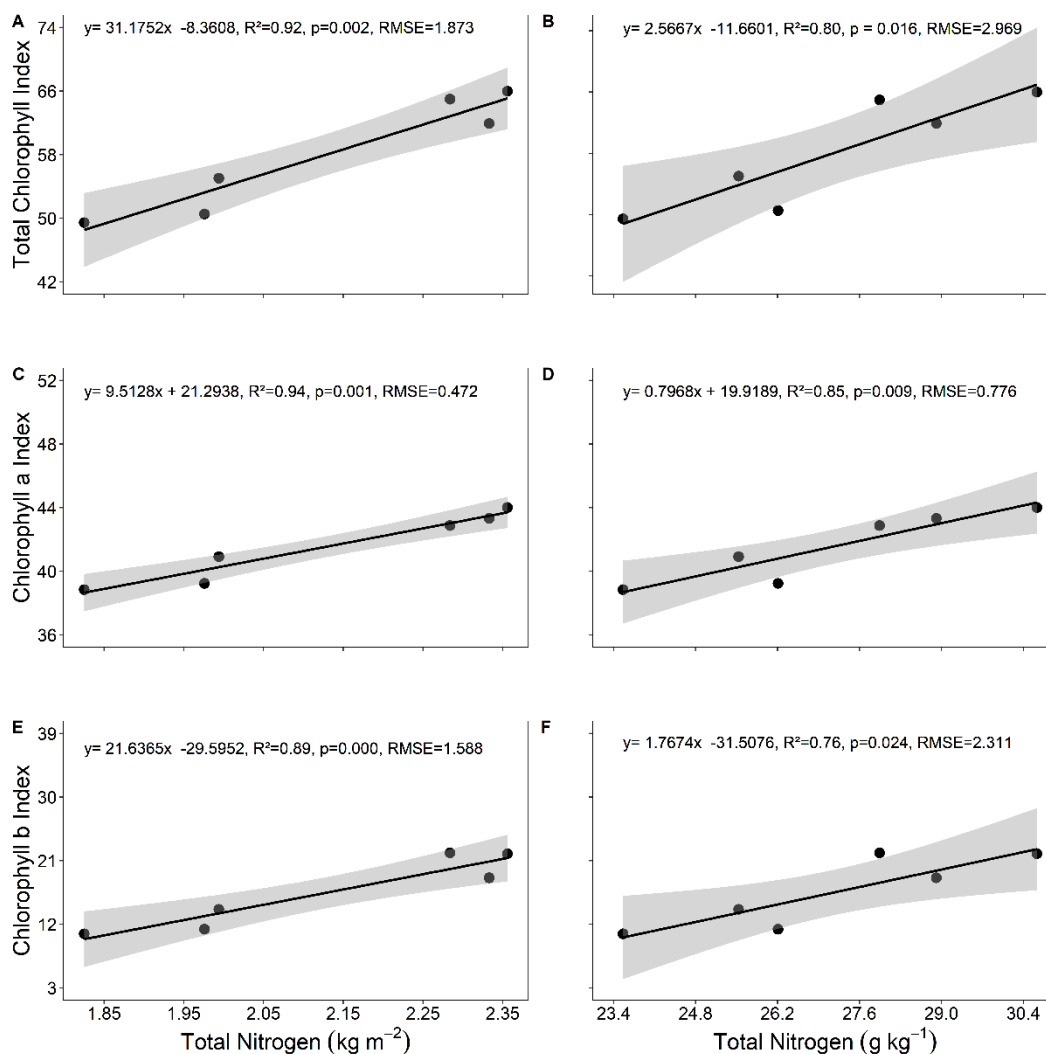 A
y= 31.1752x -8.3608, R²=0.92, p=0.002, RMSE=1.873
B
y= 2.5667x -11.6601, R²=0.80, p = 0.016, RMSE=2.969
Total Chlorophyll Index
74
66
58
50
42
C
y= 9.5128x + 21.2938, R²=0.94, p=0.001, RMSE=0.472
D
y= 0.7968x + 19.9189, R²=0.85, p=0.009, RMSE=0.776
Chlorophyll a Index
52
48
44
40
36
E
y= 21.6365x -29.5952, R²=0.89, p=0.000, RMSE=1.588
F
y= 1.7674x -31.5076, R²=0.76, p=0.024, RMSE=2.311
Chlorophyll b Index
39
30
21
12
3
1.85 1.95 2.05 2.15 2.25 2.35
23.4 24.8 26.2 27.6 29.0 30.4
Total Nitrogen (kg m⁻²)
Total Nitrogen (g kg⁻¹)